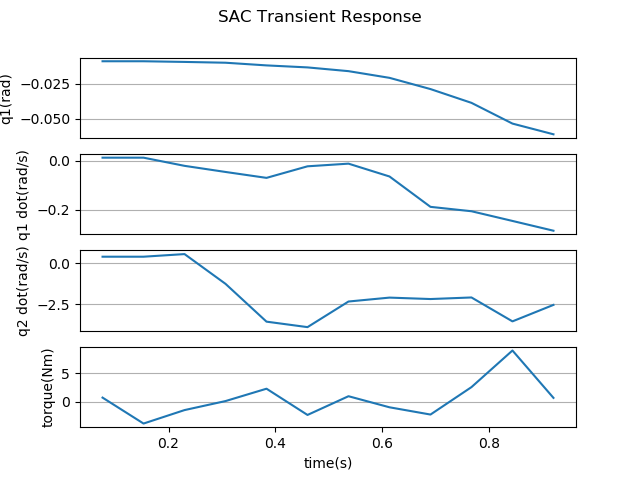 SAC Transient Response
q1(rad)
−0.025
−0.050
q1 dot(rad/s)
0.0
−0.2
q2 dot(rad/s)
0.0
−2.5
torque(Nm)
5
0
0.2 0.4 0.6 0.8
time(s)